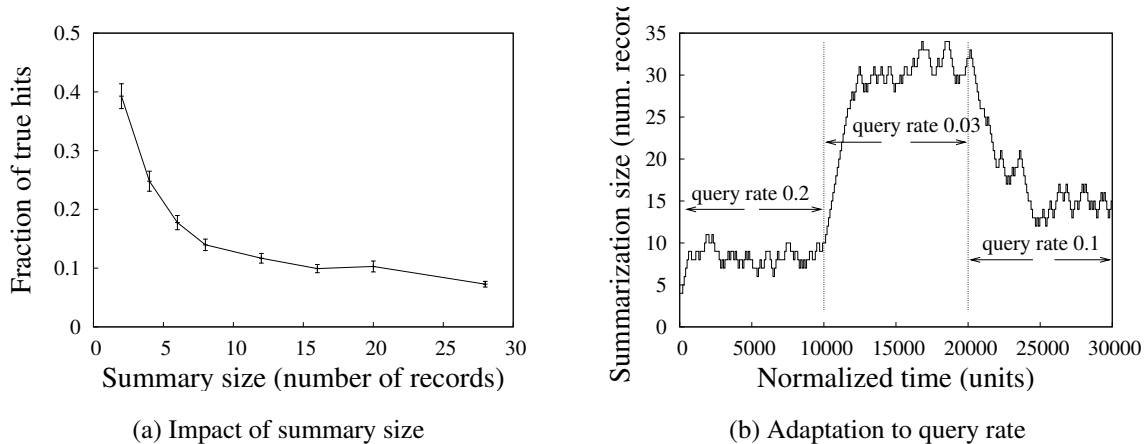 0.5
0.4
0.3
0.2
0.1
0
0 5 10 15 20 25 30
Fraction of true hits
Summary size (number of records)
(a) Impact of summary size
35
30
25
20
15
10
5
0
0 5000 10000 15000 20000 25000 30000
Summarization size (num. record
query rate 0.03
query rate 0.2
query rate 0.1
Normalized time (units)
(b) Adaptation to query rate